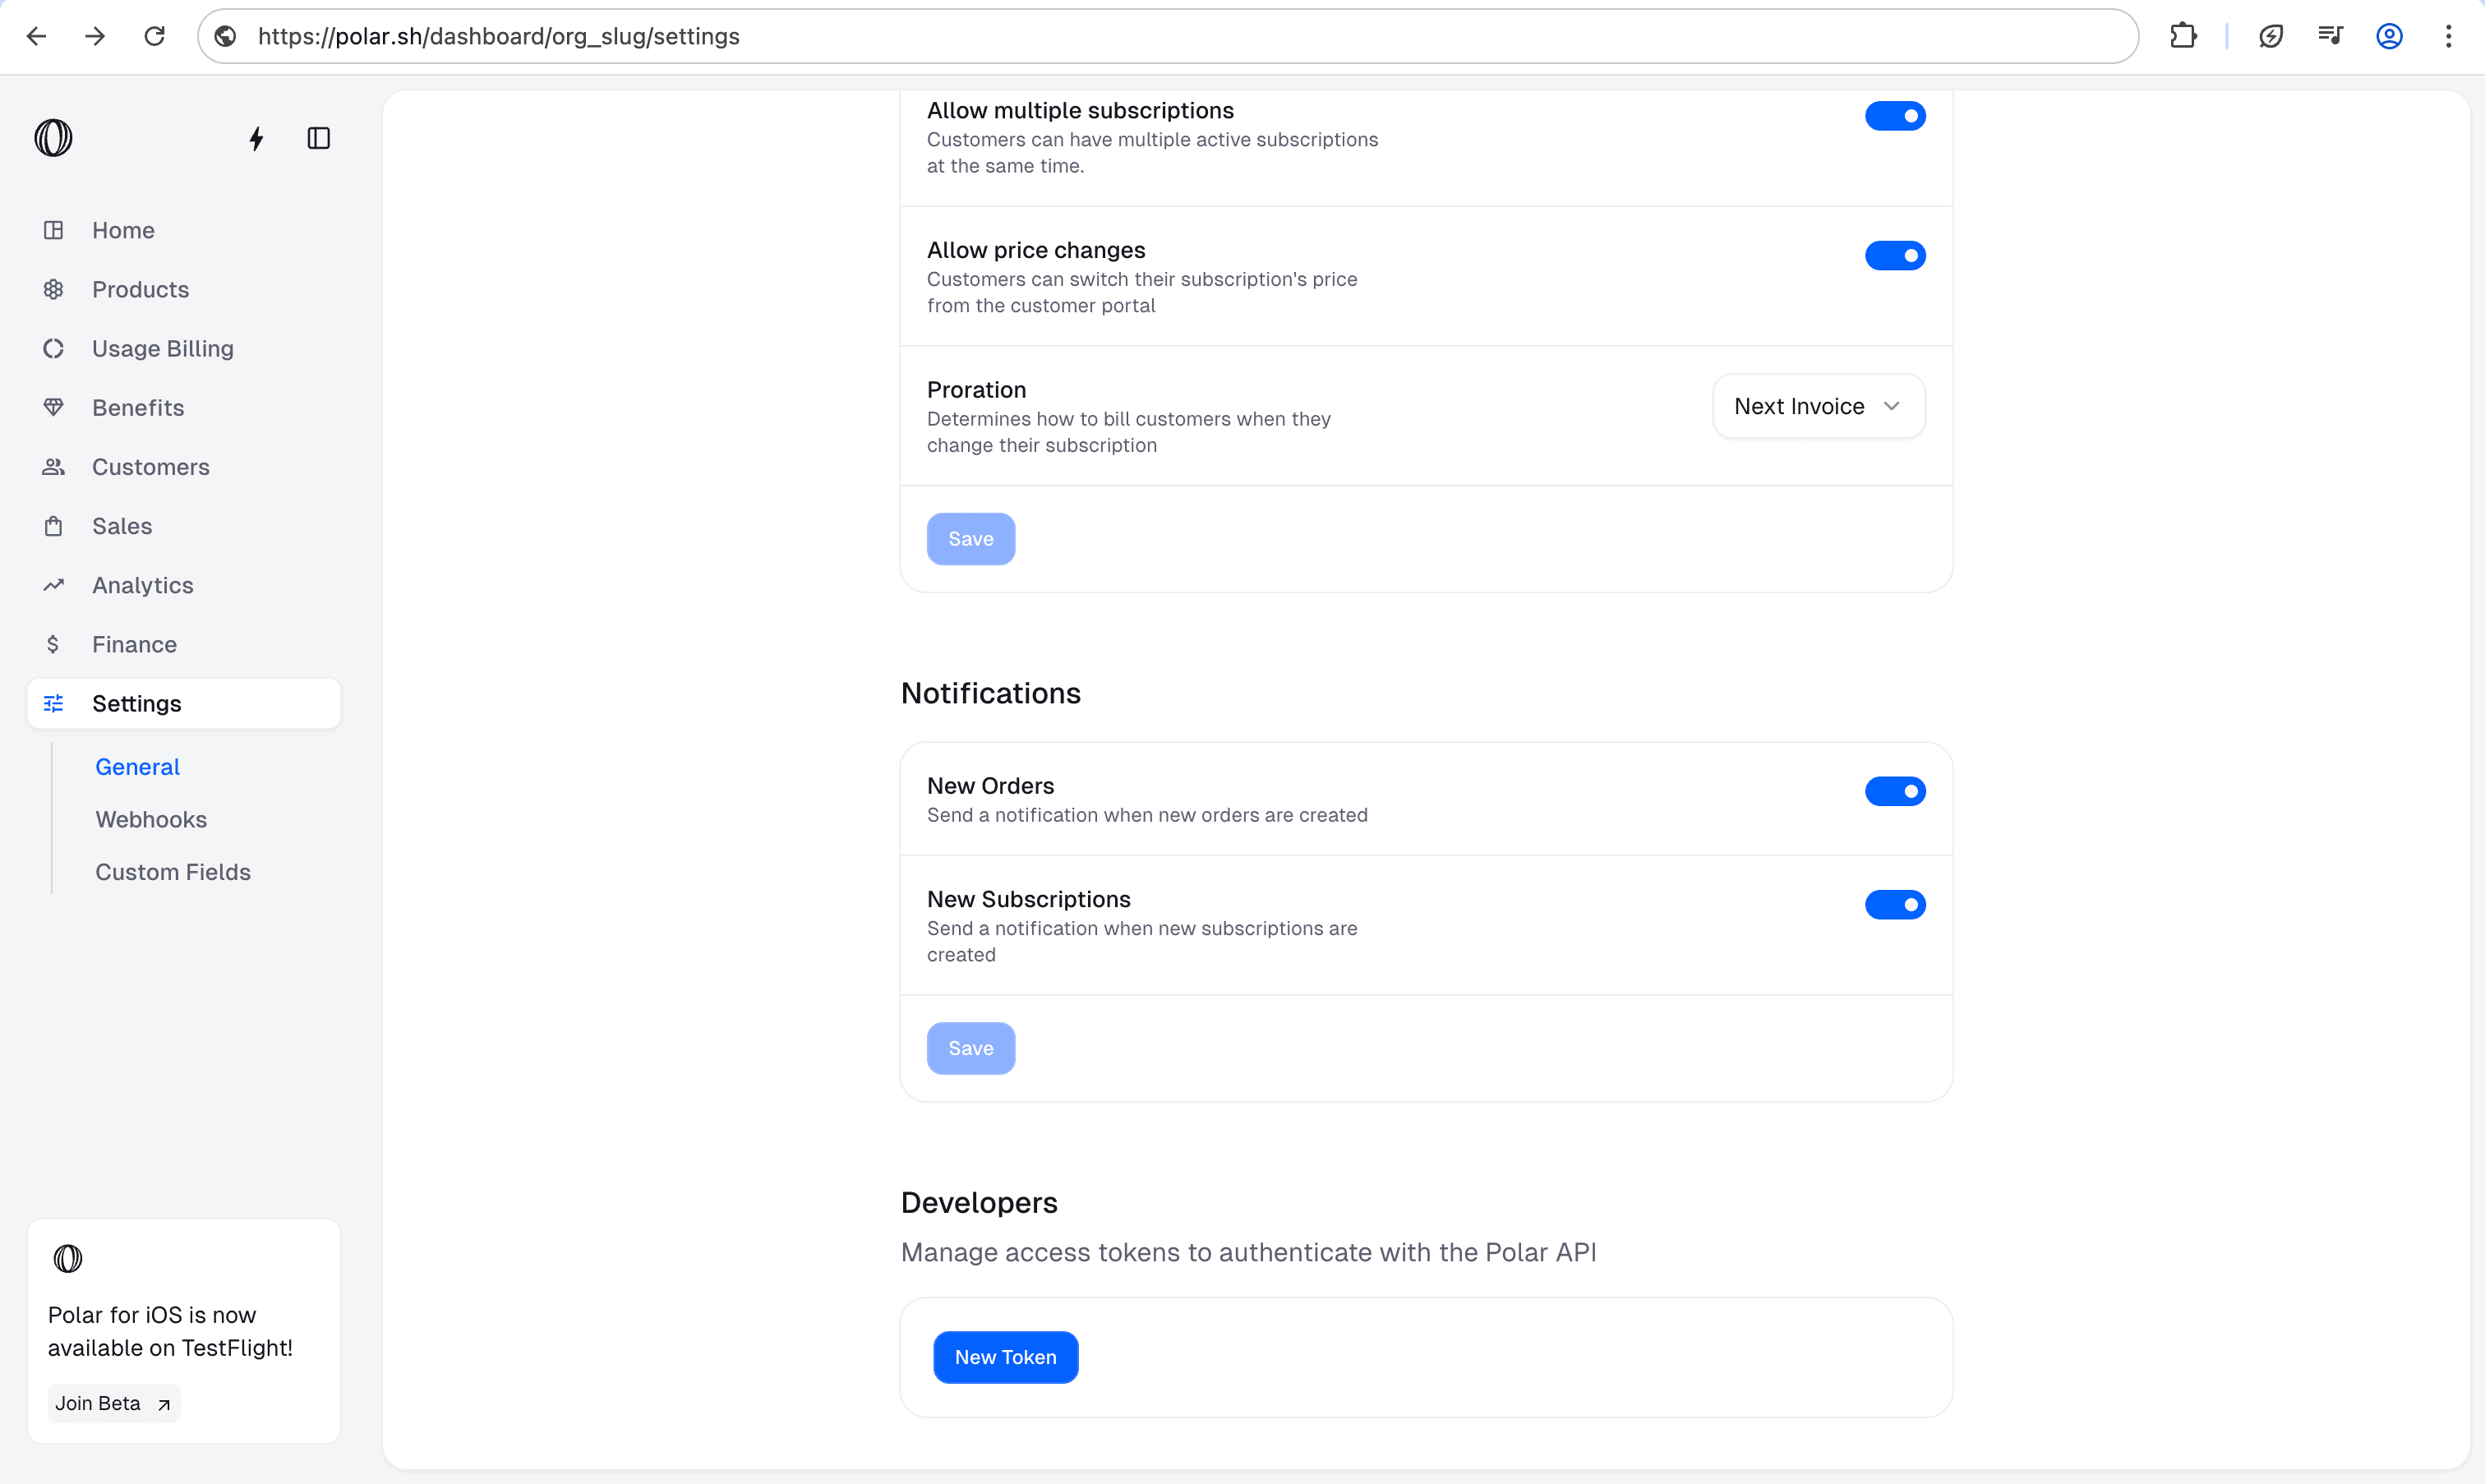 https://polar.sh/dashboard/org_slug/settings
Home
Products
Usage Billing
Benefits
Customers
Sales
Analytics
Finance
Settings
General
Webhooks
Custom Fields
Polar for iOS is now
available on TestFlight!
Join Beta
Allow multiple subscriptions
Customers can have multiple active subscriptions
at the same time.
Allow price changes
Customers can switch their subscription's price
from the customer portal
Proration
Determines how to bill customers when they
change their subscription
Next Invoice
Save
Notifications
New Orders
Send a notification when new orders are created
New Subscriptions
Send a notification when new subscriptions are
created
Save
Developers
Manage access tokens to authenticate with the Polar API
New Token